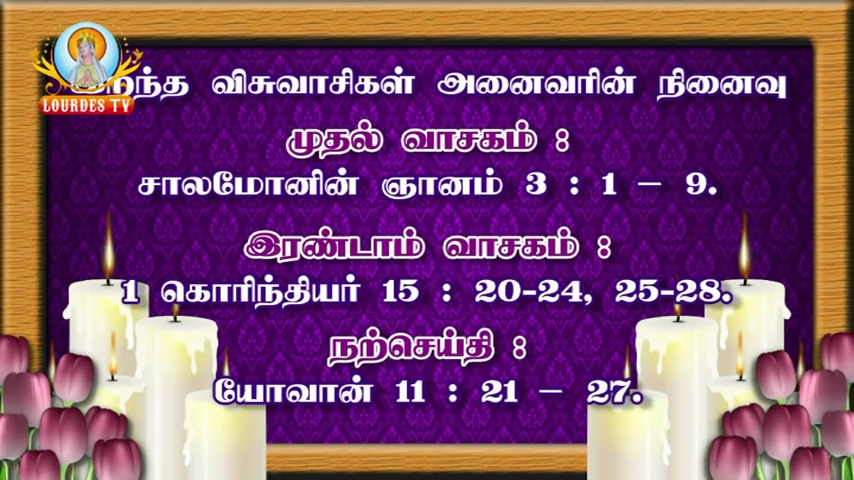 LOURDES TV
விசுவாசிகள் அனைவரின் நினைவு
முதல் வாசகம் :
சாலமோனின் ஞானம் 3 : 1 – 9.
இரண்டாம் வாசகம் :
1 கொரிந்தியர் 15 : 20-24, 25-28.
நற்செய்தி :
யோவான் 11 : 21 – 27.